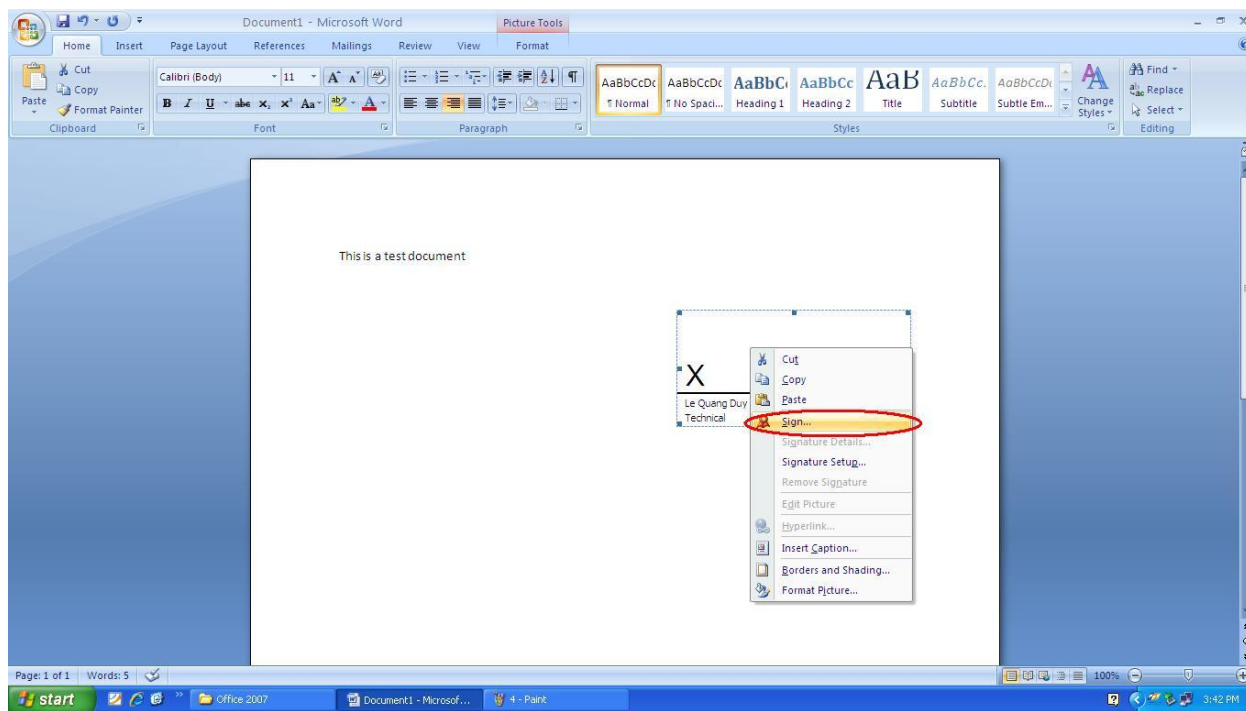 Document1 - Microsoft Word
Picture Tools
Home Insert Page Layout References Mailings Review View Format
Paste
Cut
Copy
Format Painter
Clipboard
Calibri (Body) 11
B I U abc X₂ X² Aa A
Font
Paragraph
AaBbCcDc AaBbCcDc AaBbC AaBbCc AaB AaBbCc. AaBbCcDc
¶ Normal ¶ No Spaci... Heading 1 Heading 2 Title Subtitle Subtle Em...
Change Styles
Styles
Find
Replace
Select
Editing
This is a test document
X
Le Quang Duy
Technical
Cut
Copy
Paste
Sign...
Signature Details...
Signature Setup...
Remove Signature
Edit Picture
Hyperlink...
Insert Caption...
Borders and Shading...
Format Picture...
Page: 1 of 1 Words: 5 100%
start Office 2007 Document1 - Microsof... 4 - Paint 3:42 PM